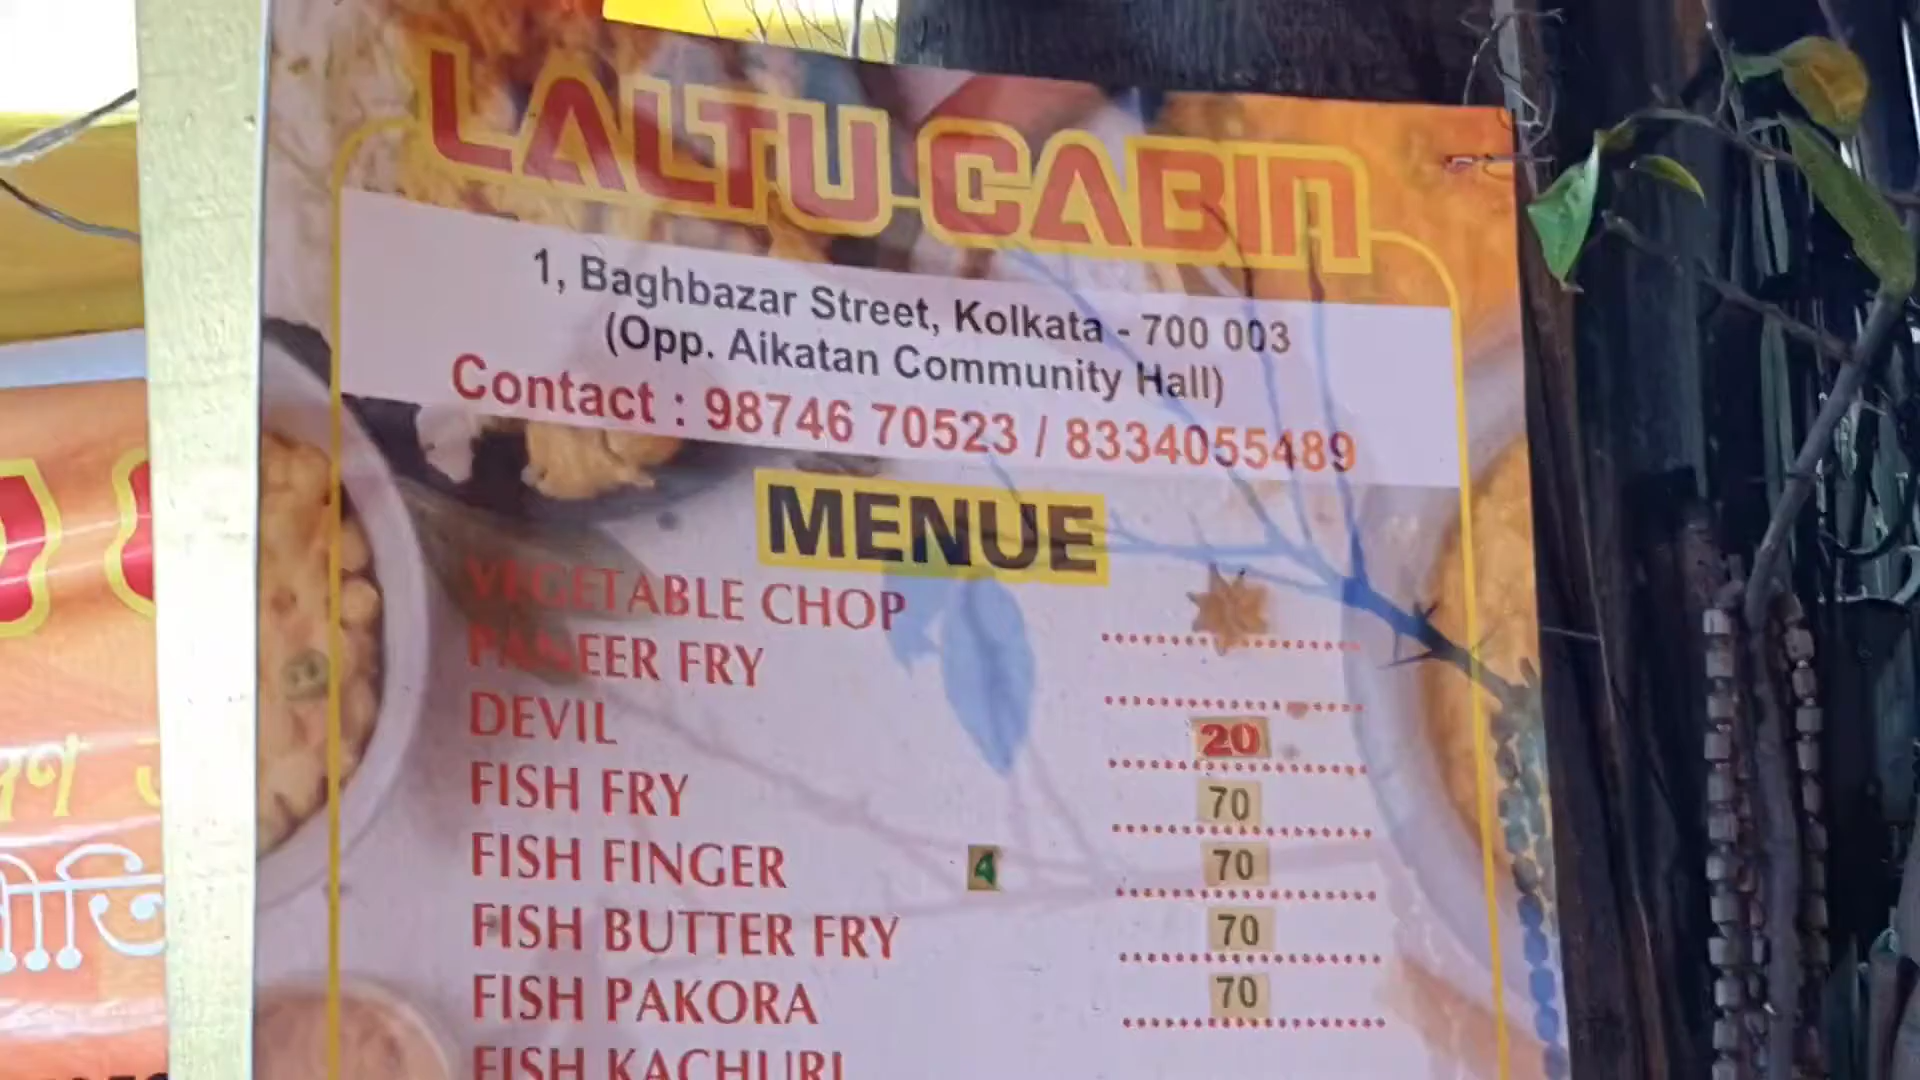 LALTU CABIN
1, Baghbazar Street, Kolkata - 700 003
(Opp. Aikatan Community Hall)
Contact : 98746 70523 / 8334055489
MENUE
VEGETABLE CHOP
PANEER FRY
DEVIL 20
FISH FRY 70
FISH FINGER 4 70
FISH BUTTER FRY 70
FISH PAKORA 70
FISH KACHURI